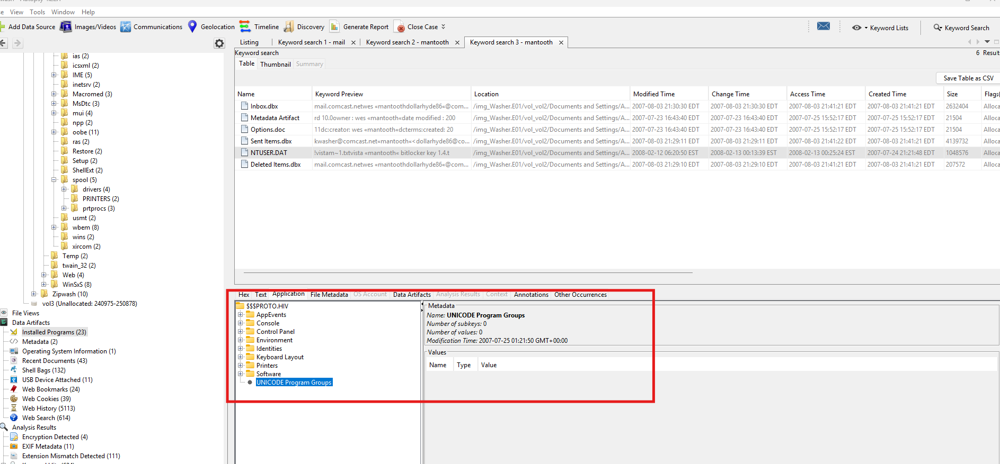 View Tools Window Help
Add Data Source Images/Videos Communications Geolocation Timeline Discovery Generate Report Close Case Keyword Lists Keyword Search
Listing Keyword search 1 - mail Keyword search 2 - mantooth Keyword search 3 - mantooth
Keyword search
6 Results
Table Thumbnail Summary
Save Table as CSV
Name Keyword Preview Location Modified Time Change Time Access Time Created Time Size Flags(
Inbox.dbx mail.comcast.netwes «mantoothdollarhyde86«@com... /img_Washer.E01/vol_vol2/Documents and Settings/A... 2007-08-03 21:30:30 EDT 2007-08-03 21:30:30 EDT 2007-08-03 21:41:21 EDT 2007-08-03 21:41:21 EDT 2632404 Alloca
Metadata Artifact rd 10.0owner : wes «mantooth«date modified : 200 /img_Washer.E01/vol_vol2/Documents and Settings/A... 2007-07-23 16:43:40 EDT 2007-07-23 16:43:40 EDT 2007-07-25 15:52:17 EDT 2007-07-25 15:52:17 EDT 21504 Alloca
Options.doc 11dc:creator: wes «mantooth«dcterms:created: 20 /img_Washer.E01/vol_vol2/Documents and Settings/A... 2007-07-23 16:43:40 EDT 2007-07-23 16:43:40 EDT 2007-07-25 15:52:17 EDT 2007-07-25 15:52:17 EDT 21504 Alloca
Sent Items.dbx kwasher@comcast.net«mantooth«<dollarhyde86@co... /img_Washer.E01/vol_vol2/Documents and Settings/A... 2007-08-03 21:29:11 EDT 2007-08-03 21:29:11 EDT 2007-08-03 21:41:22 EDT 2007-08-03 21:41:21 EDT 4139732 Alloca
NTUSER.DAT !vistam~1.txtvista «mantooth« bitlocker key 1.4.t /img_Washer.E01/vol_vol2/Documents and Settings/A... 2008-02-12 06:20:50 EST 2008-02-13 00:13:39 EST 2008-02-13 00:25:24 EST 2007-07-24 21:21:48 EDT 1048576 Alloca
Deleted Items.dbx mail.comcast.netwes «mantoothdollarhyde86«@com... /img_Washer.E01/vol_vol2/Documents and Settings/A... 2007-08-03 21:29:10 EDT 2007-08-03 21:29:10 EDT 2007-08-03 21:41:21 EDT 2007-08-03 21:41:21 EDT 207572 Alloca
ias (2)
icsxml (2)
IME (5)
inetsrv (2)
Macromed (3)
MsDtc (3)
mui (4)
npp (2)
oobe (11)
ras (2)
Restore (2)
Setup (2)
ShellExt (2)
spool (5)
drivers (4)
PRINTERS (2)
prtprocs (3)
usmt (2)
wbem (8)
wins (2)
xircom (2)
Temp (2)
twain_32 (2)
Web (4)
WinSxS (8)
Zipwash (10)
vol3 (Unallocated: 240975-250878)
File Views
Data Artifacts
Installed Programs (23)
Metadata (2)
Operating System Information (1)
Recent Documents (43)
Shell Bags (132)
USB Device Attached (11)
Web Bookmarks (24)
Web Cookies (39)
Web History (5113)
Web Search (614)
Analysis Results
Encryption Detected (4)
EXIF Metadata (11)
Extension Mismatch Detected (111)
Hex Text Application File Metadata OS Account Data Artifacts Analysis Results Context Annotations Other Occurrences
$$$PROTO.HIV
AppEvents
Console
Control Panel
Environment
Identities
Keyboard Layout
Printers
Software
UNICODE Program Groups
Metadata
Name: UNICODE Program Groups
Number of subkeys: 0
Number of values: 0
Modification Time: 2007-07-25 01:21:50 GMT+00:00
Values
Name Type Value